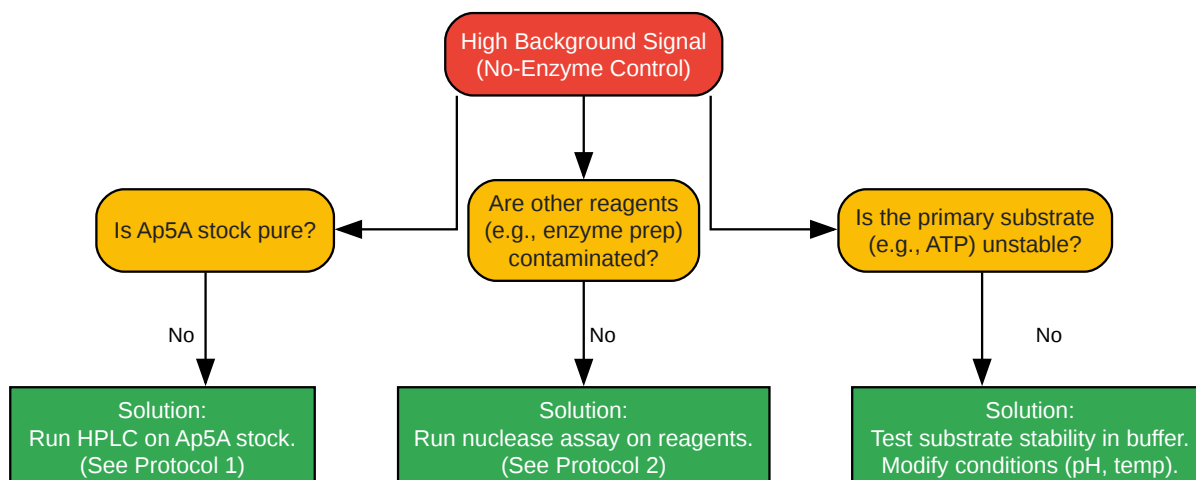 High Background Signal
(No-Enzyme Control)
Is Ap5A stock pure?
Are other reagents
(e.g., enzyme prep)
contaminated?
Is the primary substrate
(e.g., ATP) unstable?
No
No
No
Solution:
Run HPLC on Ap5A stock.
(See Protocol 1)
Solution:
Run nuclease assay on reagents.
(See Protocol 2)
Solution:
Test substrate stability in buffer.
Modify conditions (pH, temp).